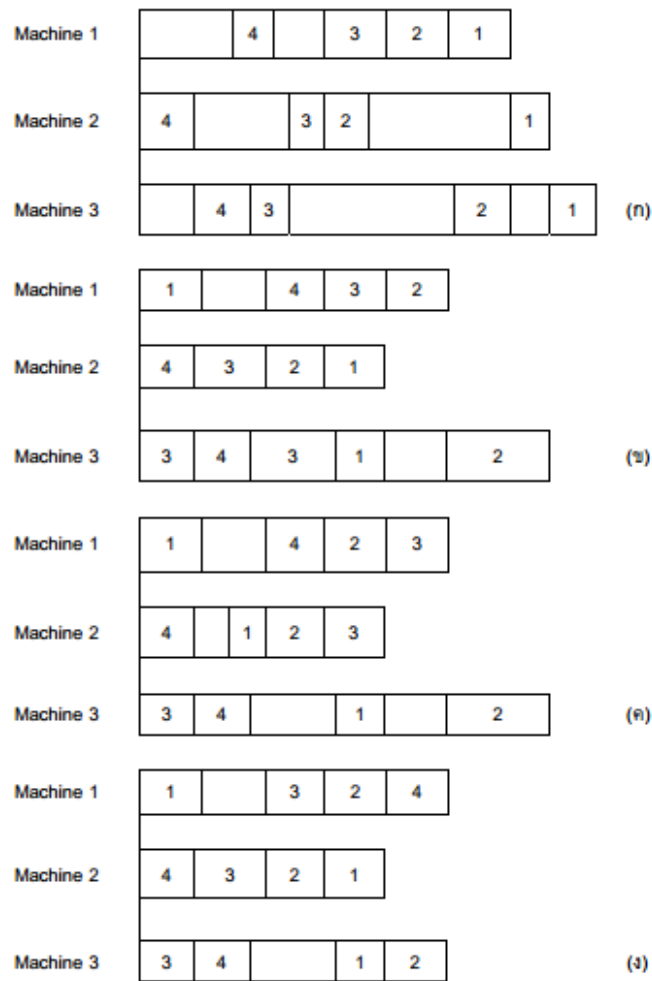 Machine 1 4 3 2 1
Machine 2 4 3 2 1
Machine 3 4 3 2 1 (ก)
Machine 1 1 4 3 2
Machine 2 4 3 2 1
Machine 3 3 4 3 1 2 (ข)
Machine 1 1 4 2 3
Machine 2 4 1 2 3
Machine 3 3 4 1 2 (ค)
Machine 1 1 3 2 4
Machine 2 4 3 2 1
Machine 3 3 4 1 2 (ง)